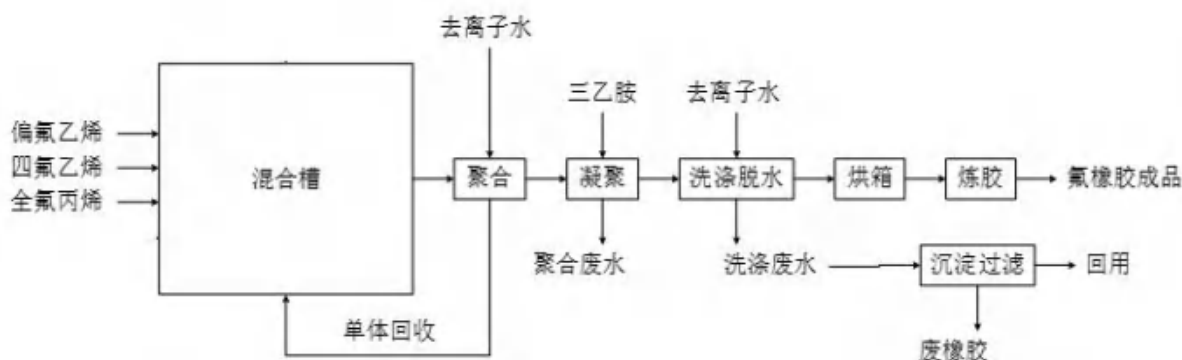 去离子水
三乙胺
去离子水
偏氟乙烯
四氟乙烯
全氟丙烯
混合槽
聚合
凝聚
洗涤脱水
烘箱
炼胶
氟橡胶成品
聚合废水
洗涤废水
沉淀过滤
回用
单体回收
废橡胶